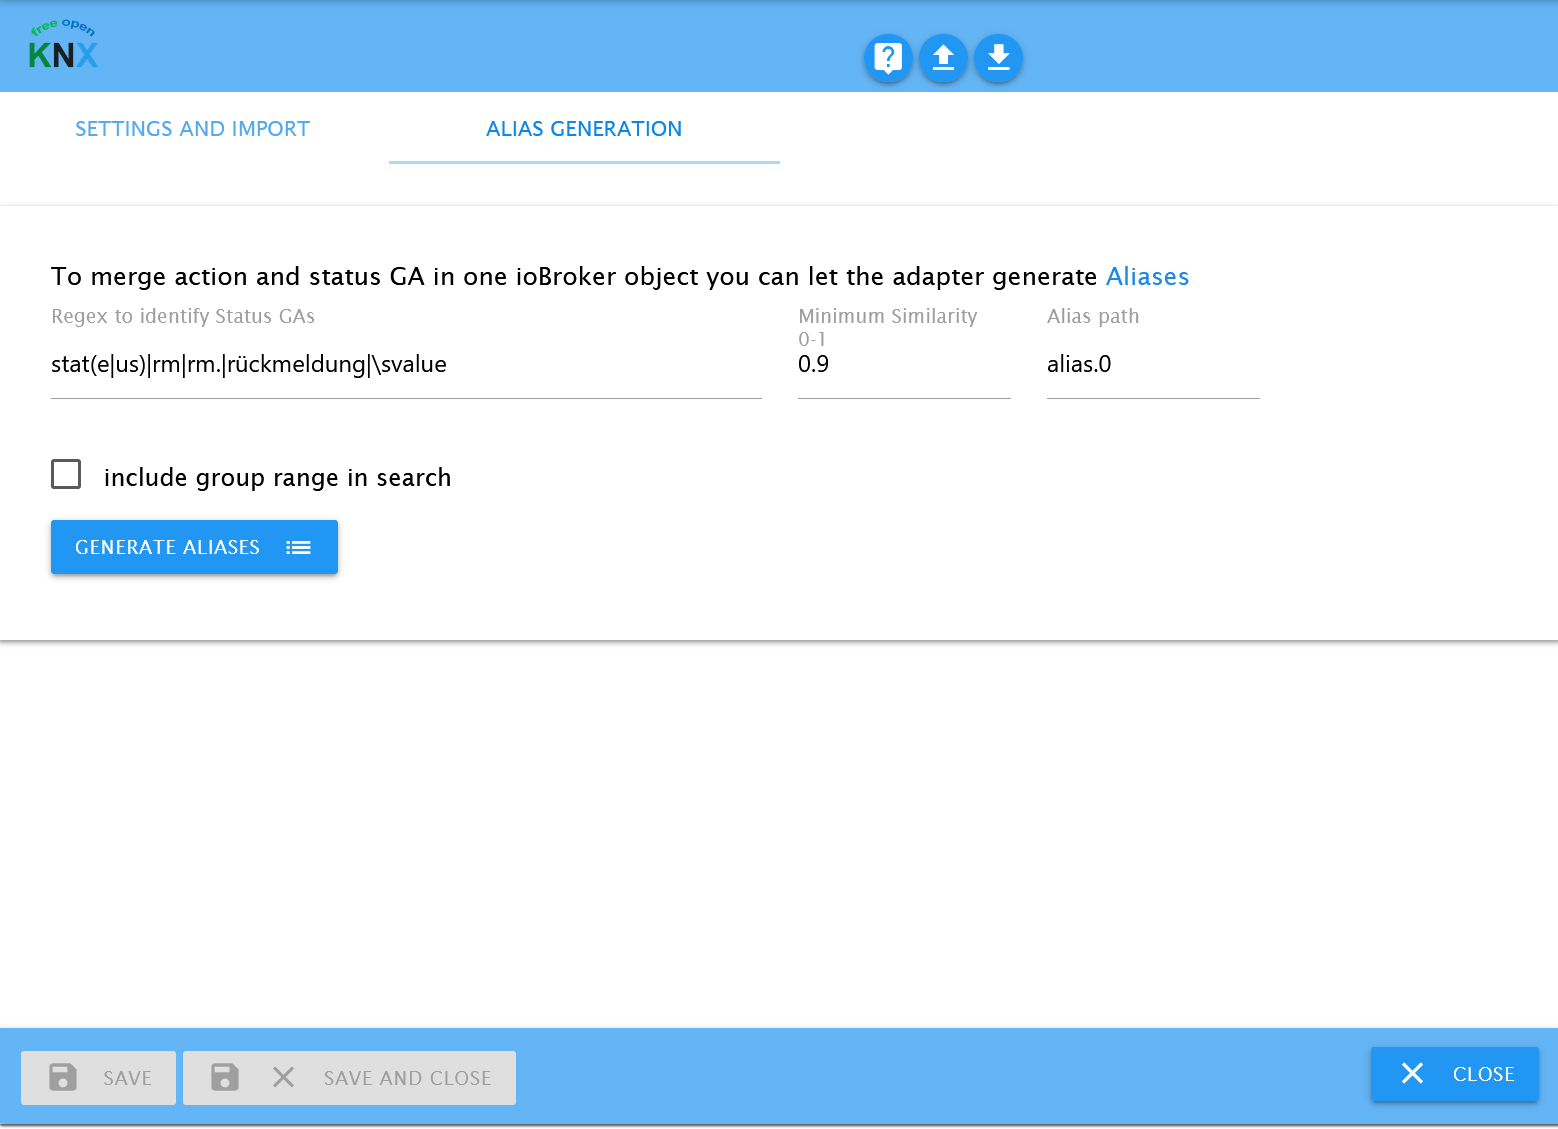 free open
KNX
SETTINGS AND IMPORT
ALIAS GENERATION
To merge action and status GA in one ioBroker object you can let the adapter generate Aliases
Regex to identify Status GAs
stat(e|us)|rm|rm.|rückmeldung|\svalue
Minimum Similarity
0-1
0.9
Alias path
alias.0
include group range in search
GENERATE ALIASES
SAVE
SAVE AND CLOSE
CLOSE